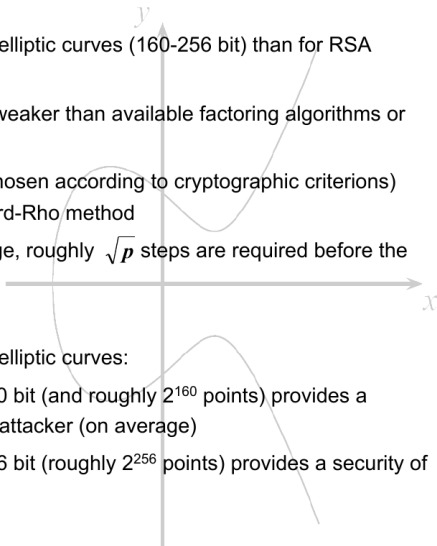 y
elliptic curves (160-256 bit) than for RSA
weaker than available factoring algorithms or
hosen according to cryptographic criterions)
rd-Rho method
ge, roughly √p steps are required before the
x
elliptic curves:
0 bit (and roughly 2¹⁶⁰ points) provides a
attacker (on average)
6 bit (roughly 2²⁵⁶ points) provides a security of